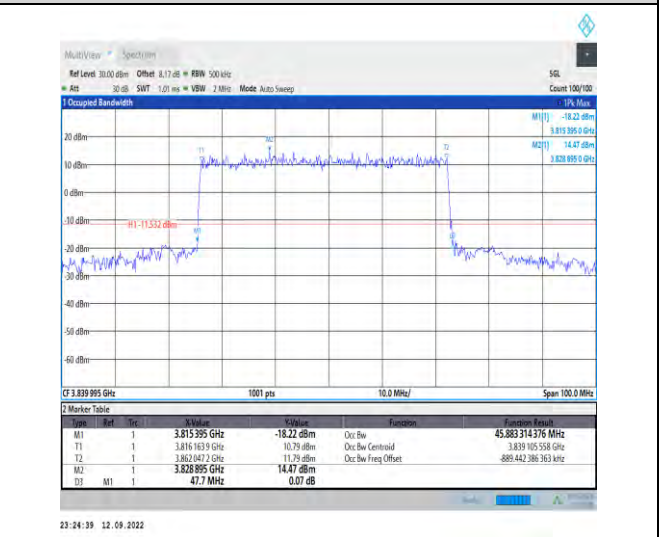 MultiView Spectrum
Ref Level 30.00 dBm Offset 8.17 dB RBW 500 kHz SGL
Att 30 dB SWT 1.01 ms VBW 2 MHz Mode Auto Sweep Count 100/100
1 Occupied Bandwidth 1Pk Max
M1[1] -18.22 dBm
3.815 395 0 GHz
M2[1] 14.47 dBm
3.828 895 0 GHz
20 dBm
M2
T1
T2
10 dBm
0 dBm
-10 dBm
H1 -11.532 dBm
M1
-20 dBm
-30 dBm
-40 dBm
-50 dBm
-60 dBm
CF 3.839 995 GHz 1001 pts 10.0 MHz/ Span 100.0 MHz
2 Marker Table
Type Ref Trc X-Value Y-Value Function Function Result
M1 1 3.815 395 GHz -18.22 dBm Occ Bw 45.883 314 376 MHz
T1 1 3.816 163 9 GHz 10.79 dBm Occ Bw Centroid 3.839 105 558 GHz
T2 1 3.862 047 2 GHz 11.79 dBm Occ Bw Freq Offset -889.442 386 363 kHz
M2 1 3.828 895 GHz 14.47 dBm
D3 M1 1 47.7 MHz 0.07 dB
23:24:39 12.09.2022